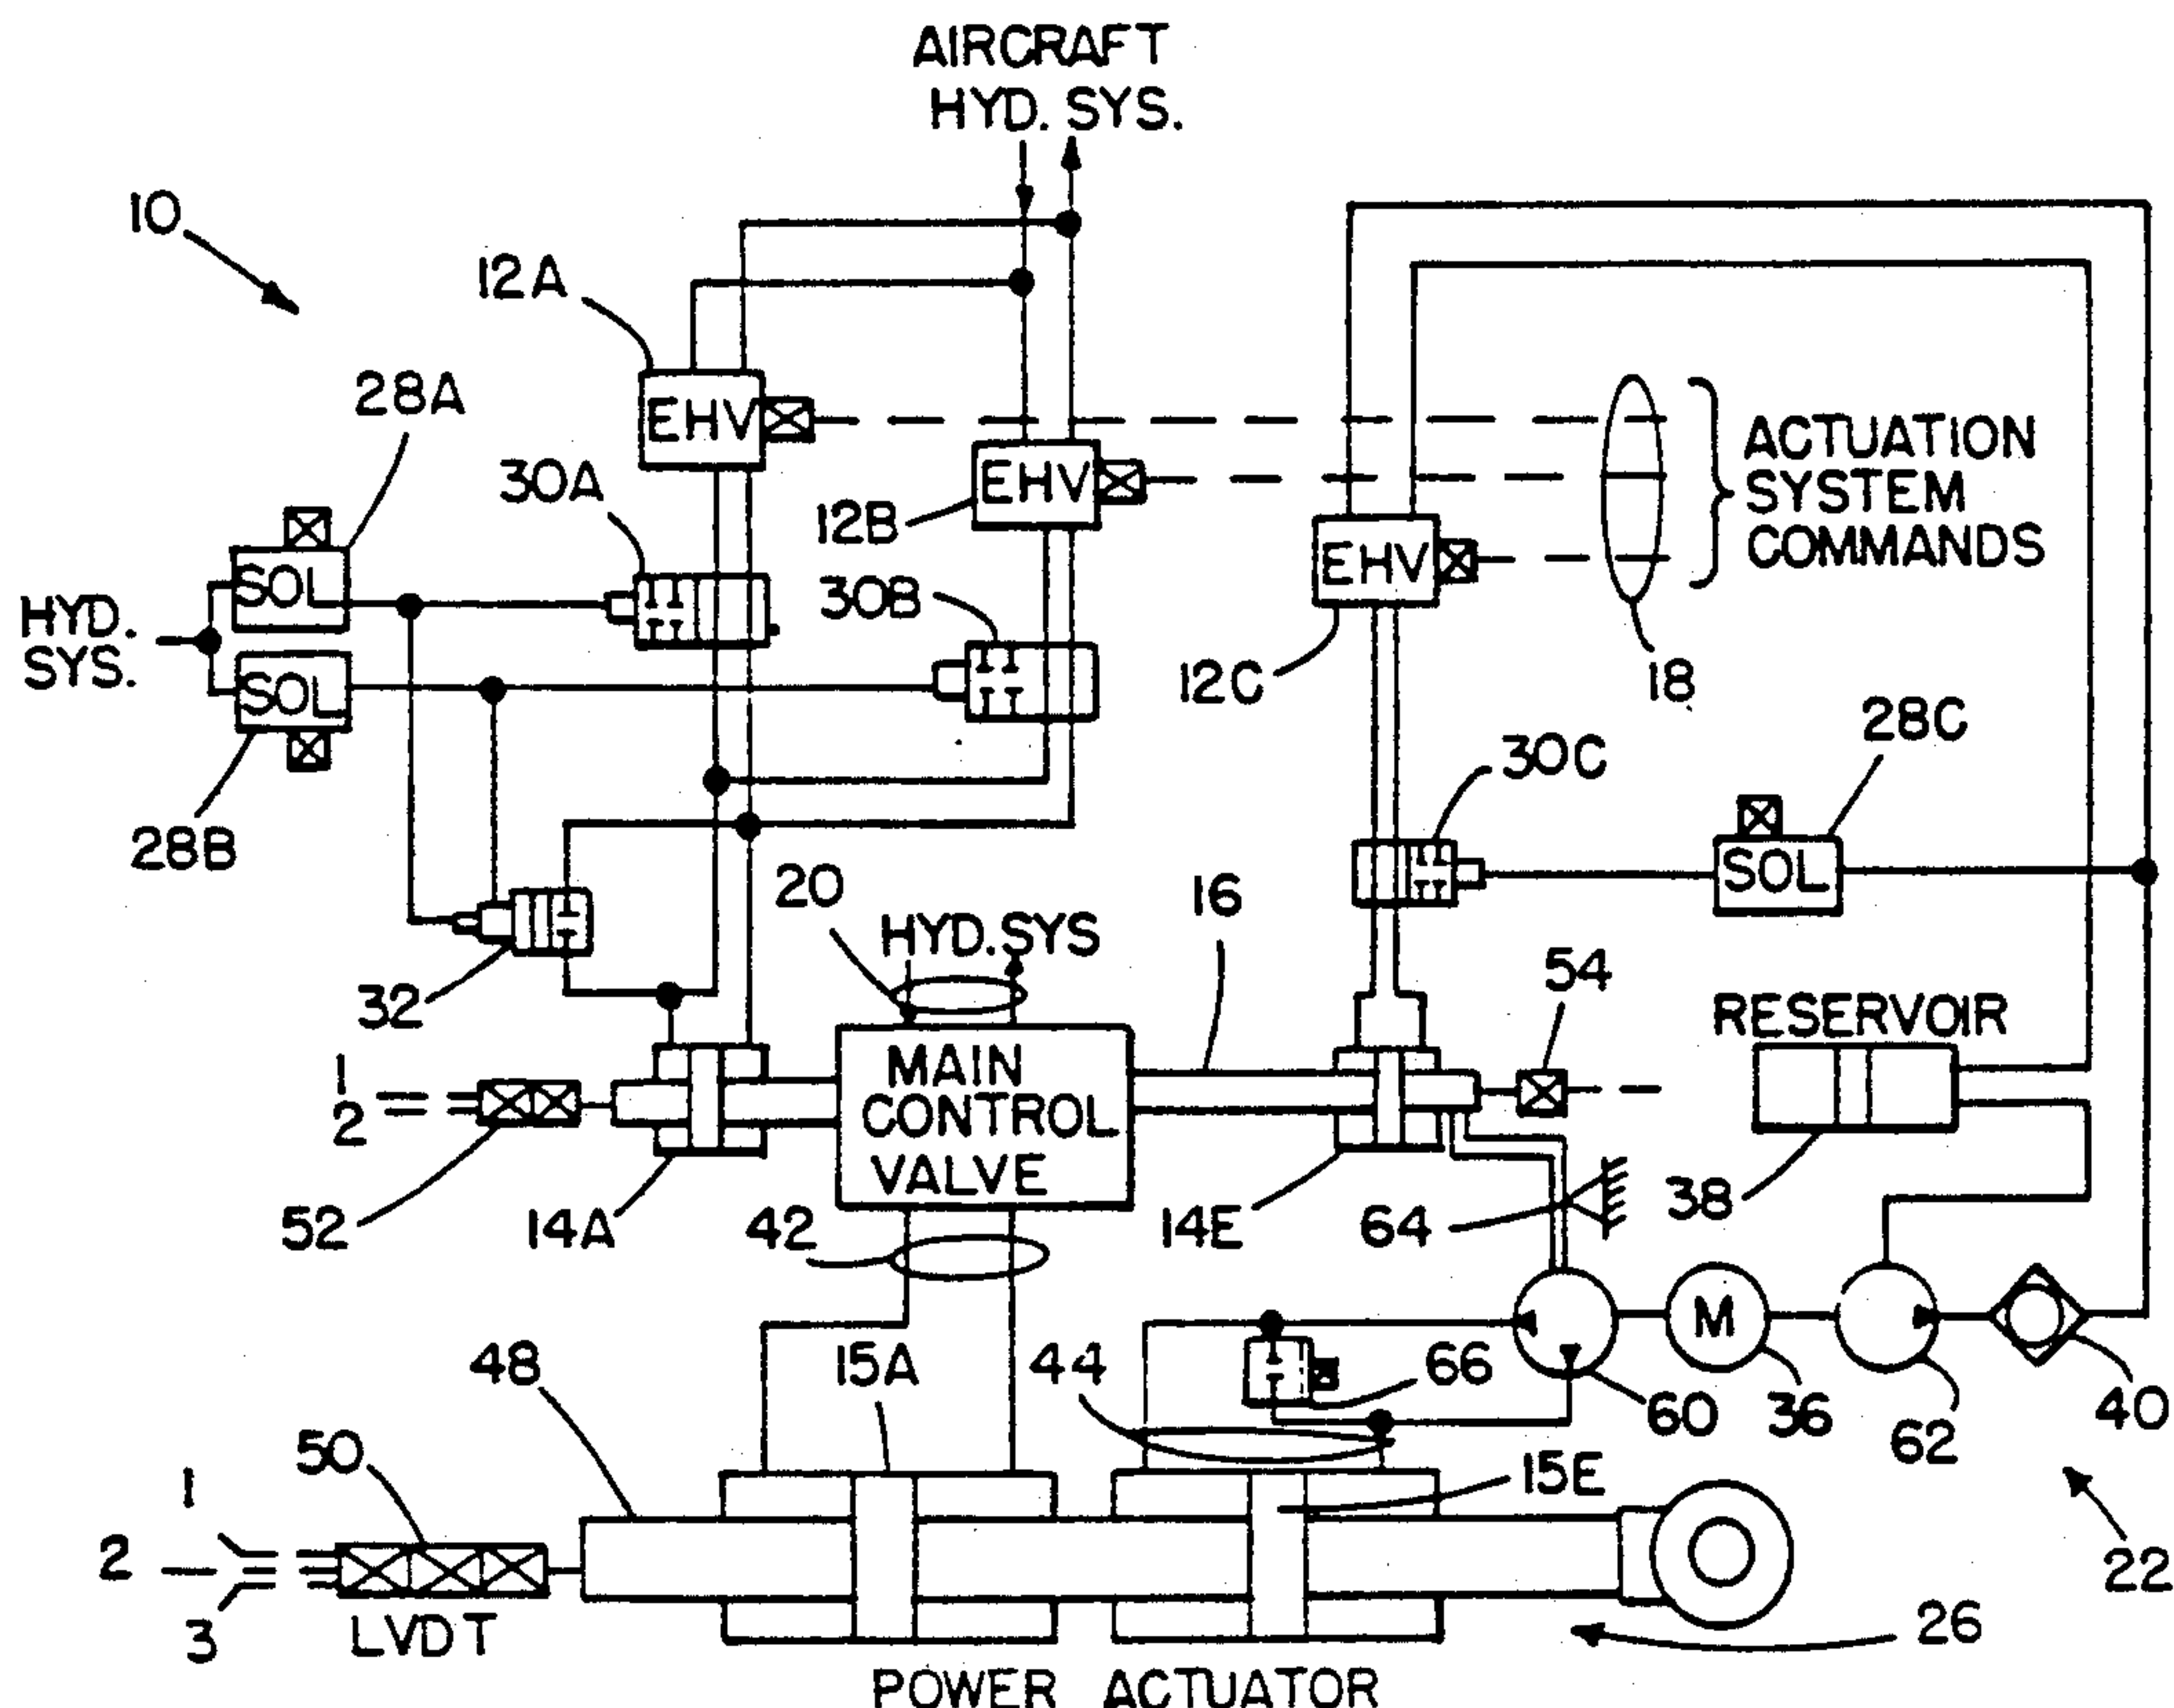 AIRCRAFT
HYD. SYS.
10
12A
28A
EHV
ACTUATION
SYSTEM
COMMANDS
30A
EHV
12B
EHV
SOL
30B
HYD.
SYS.
SOL
12C
18
28C
30C
28B
20
16
SOL
HYD.SYS
54
32
RESERVOIR
1
2
MAIN
CONTROL
VALVE
52
14A
42
14E
64
38
M
48
15A
44
66
60
36
62
40
50
15E
1
2
3
LVDT
22
26
POWER ACTUATOR